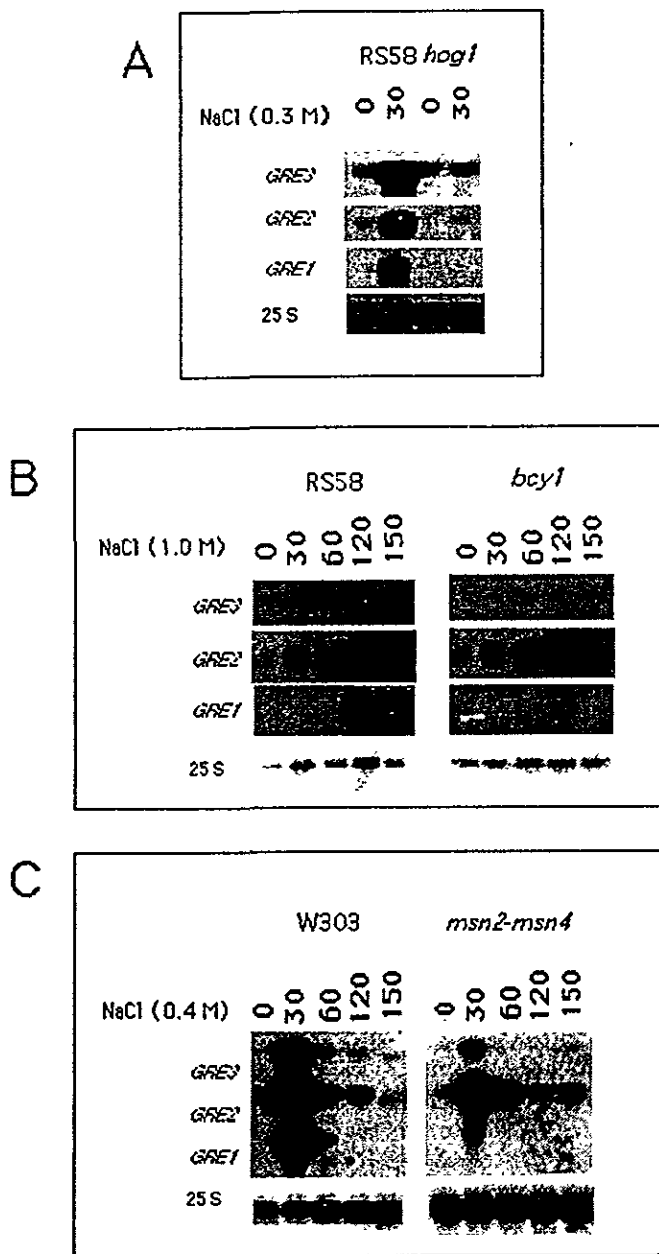 A
RS58 hog1
NaCl (0.3 M) 0 30 0 30
GRE3
GRE2
GRE1
25 S
B
RS58 bcy1
NaCl (1.0 M) 0 30 60 120 150 0 30 60 120 150
GRE3
GRE2
GRE1
25 S
C
W303 msn2-msn4
NaCl (0.4 M) 0 30 60 120 150 0 30 60 120 150
GRE3
GRE2
GRE1
25 S